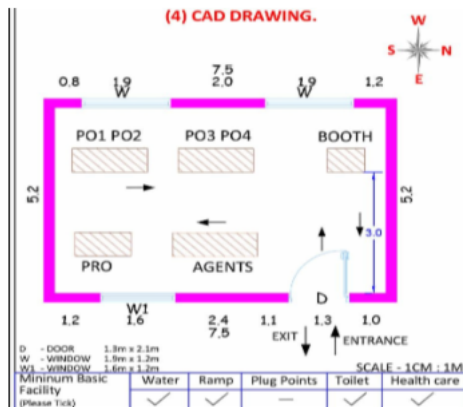 (4) CAD DRAWING.
W
S N
E
7.5
0.8 1.9 2.0 1.9 1.2
W W
PO1 PO2 PO3 PO4 BOOTH
5.2 5.2
3.0
PRO AGENTS
W1 D
1.2 1.6 2.4 1.1 1.3 1.0
7.5
EXIT ENTRANCE
D - DOOR 1.3m x 2.1m
W - WINDOW 1.9m x 1.2m
W1 - WINDOW 1.6m x 1.2m
SCALE - 1CM : 1M
Mininum Basic Facility (Please Tick) Water Ramp Plug Points Toilet Health care